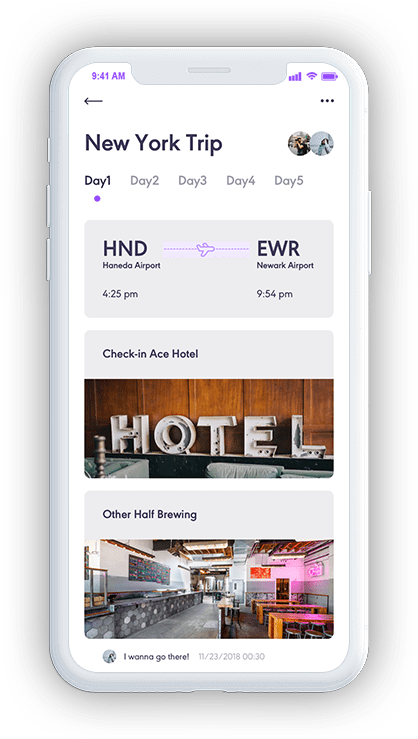 9:41 AM
New York Trip
Day1 Day2 Day3 Day4 Day5
HND EWR
Haneda Airport Newark Airport
4:25 pm 9:54 pm
Check-in Ace Hotel
HOTEL
Other Half Brewing
I wanna go there! 11/23/2018 00:30